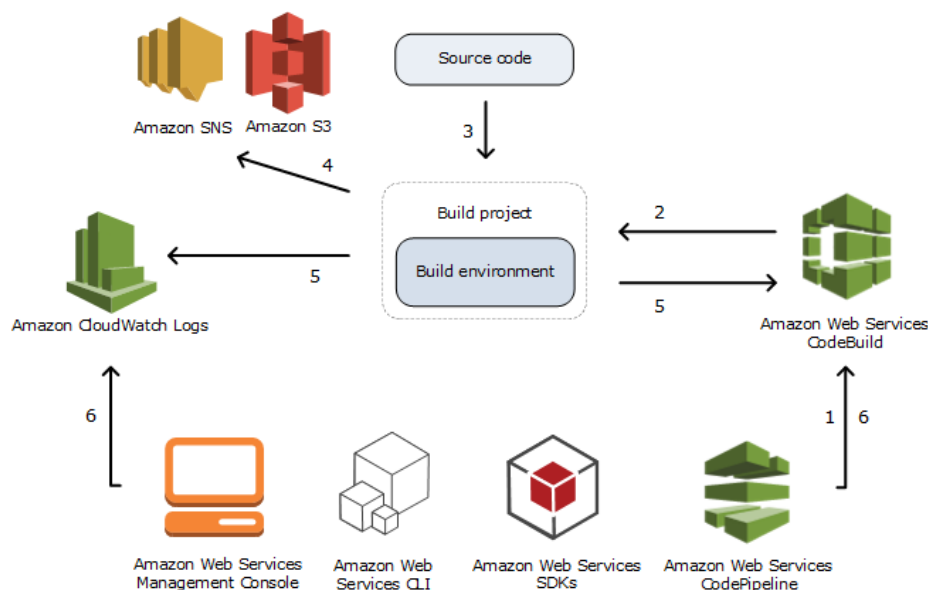 Source code
Amazon SNS
Amazon S3
3
4
Build project
2
Build environment
5
5
Amazon CloudWatch Logs
Amazon Web Services
CodeBuild
6
1
6
Amazon Web Services
Management Console
Amazon Web
Services CLI
Amazon Web Services
SDKs
Amazon Web Services
CodePipeline